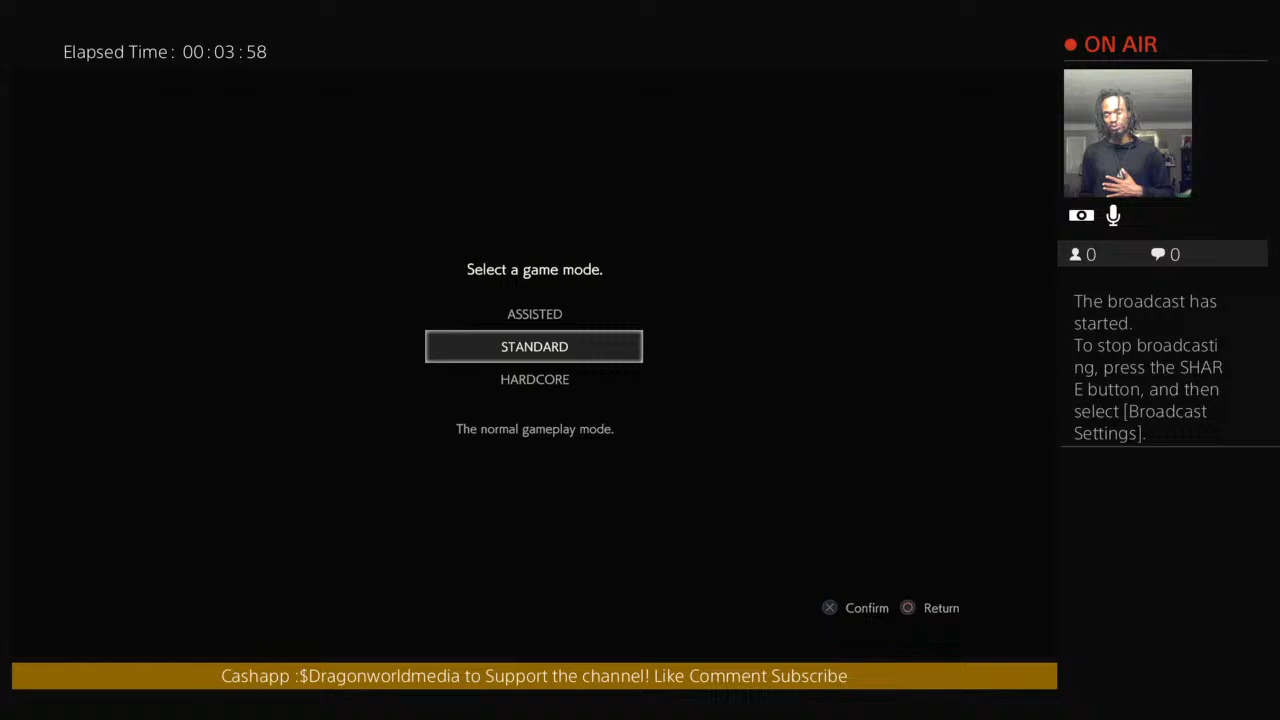 Elapsed Time: 00:03:58
ON AIR
0 0
Select a game mode.
ASSISTED
STANDARD
HARDCORE
The normal gameplay mode.
The broadcast has
started.
To stop broadcasti
ng, press the SHAR
E button, and then
select [Broadcast
Settings].
Confirm Return
Cashapp :$Dragonworldmedia to Support the channel! Like Comment Subscribe